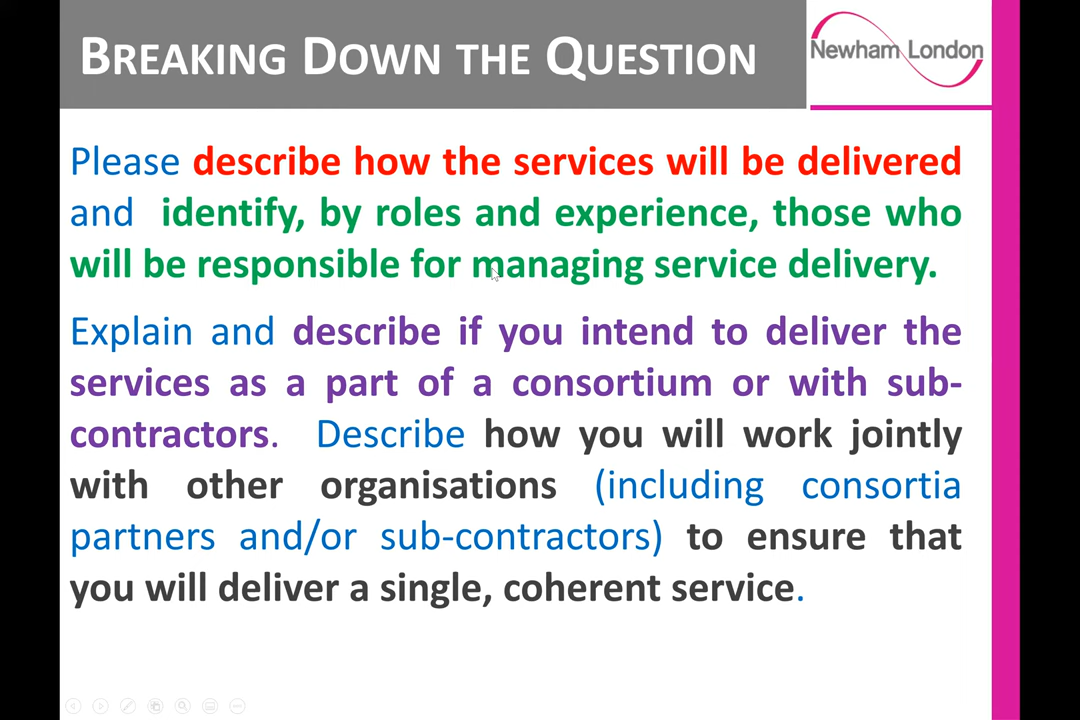 BREAKING DOWN THE QUESTION
Newham London
Please describe how the services will be delivered
and identify, by roles and experience, those who
will be responsible for managing service delivery.
Explain and describe if you intend to deliver the
services as a part of a consortium or with sub-
contractors. Describe how you will work jointly
with other organisations (including consortia
partners and/or sub-contractors) to ensure that
you will deliver a single, coherent service.